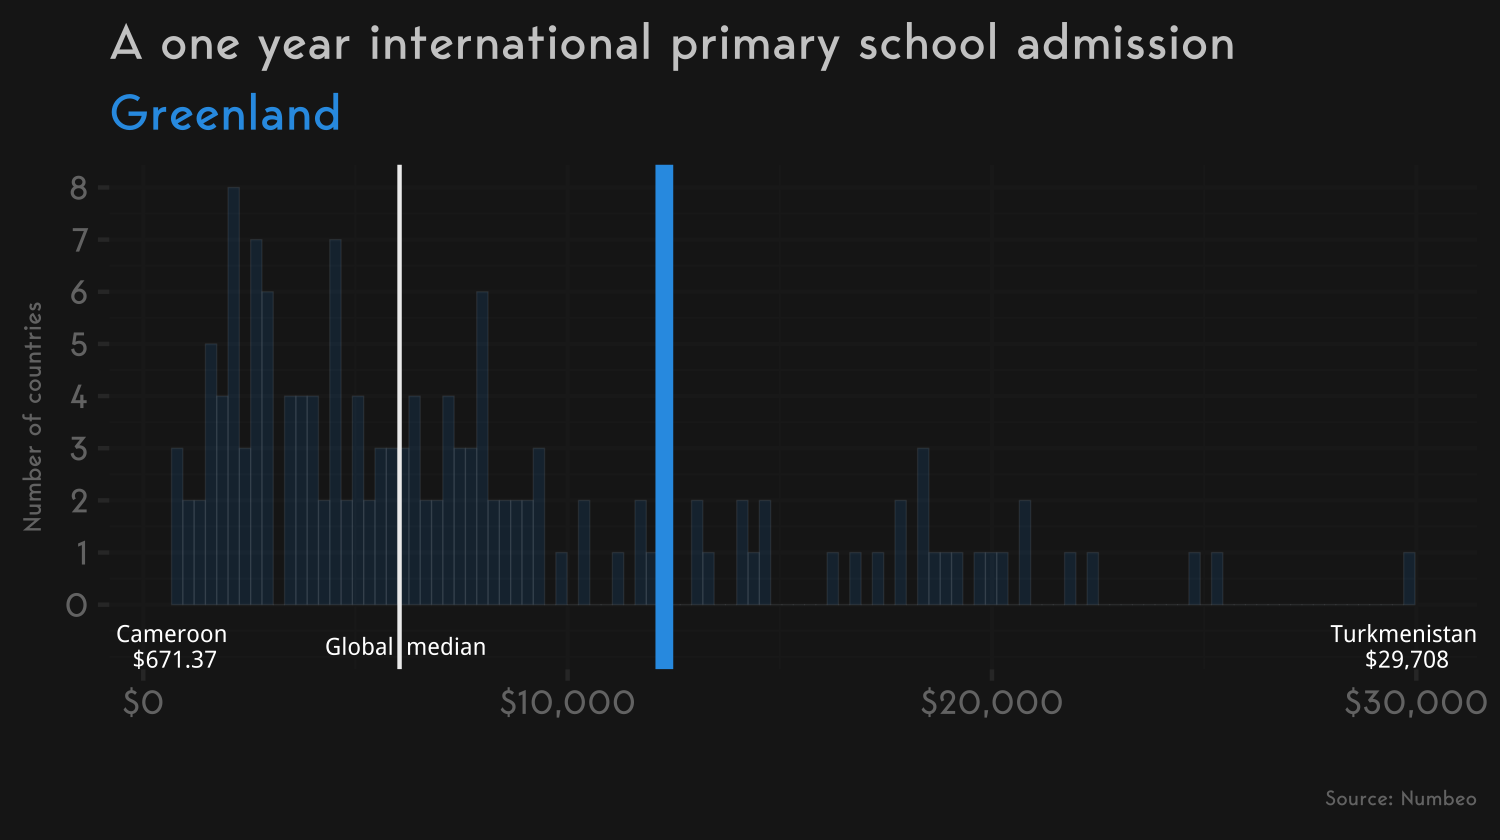 A one year international primary school admission
Greenland
Number of countries
8
7
6
5
4
3
2
1
0
Cameroon
$671.37
Global median
Turkmenistan
$29,708
$0
$10,000
$20,000
$30,000
Source: Numbeo